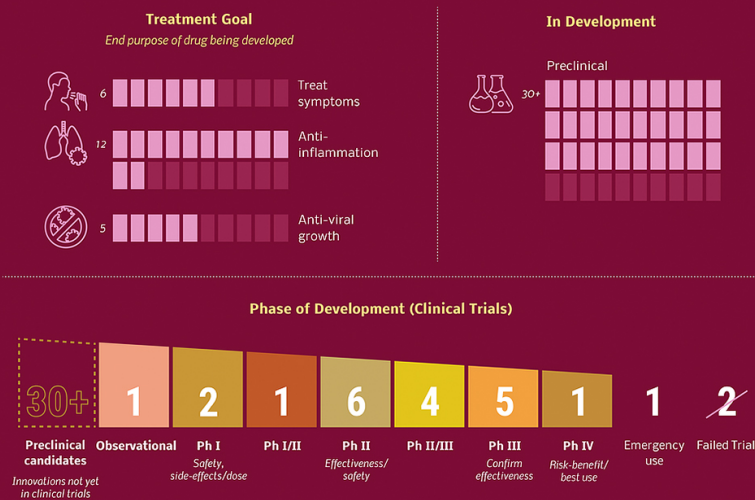 Treatment Goal
End purpose of drug being developed
6
Treat
symptoms
12
Anti-
inflammation
5
Anti-viral
growth
In Development
Preclinical
30+
Phase of Development (Clinical Trials)
30+
1
2
1
6
4
5
1
1
2
Preclinical
candidates
Innovations not yet
in clinical trials
Observational
Ph I
Safety,
side-effects/dose
Ph I/II
Ph II
Effectiveness/
safety
Ph II/III
Ph III
Confirm
effectiveness
Ph IV
Risk-benefit/
best use
Emergency
use
Failed Trial